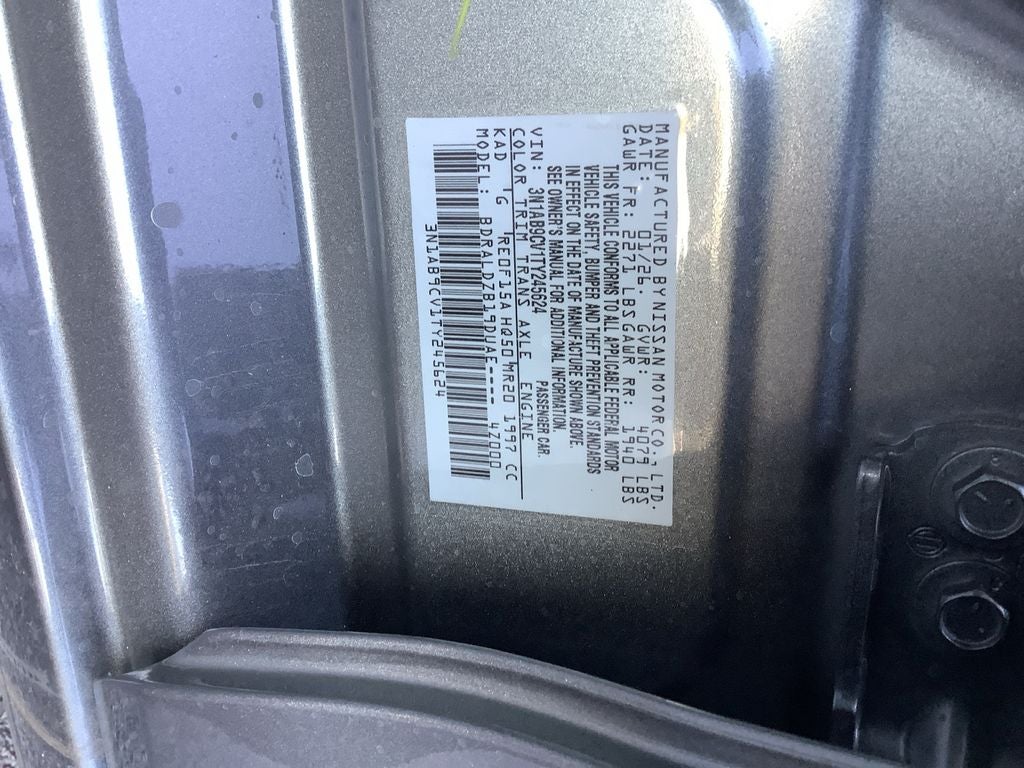 MANUFACTURED BY NISSAN MOTOR CO., LTD.
DATE: 01/26. GVWR: 4079 LBS
GAWR FR: 2271 LBS GAWR RR: 1940 LBS
THIS VEHICLE CONFORMS TO ALL APPLICABLE FEDERAL MOTOR
VEHICLE SAFETY, BUMPER AND THEFT PREVENTION STANDARDS
IN EFFECT ON THE DATE OF MANUFACTURE SHOWN ABOVE.
SEE OWNER'S MANUAL FOR ADDITIONAL INFORMATION.
VIN: 3N1AB9CV1TY245624 PASSENGER CAR
COLOR TRIM TRANS AXLE ENGINE
KAD G RE0F15A HQ50 MR20 1997 CC
MODEL: BDRALDZB19DUAE---- 4Z000
3N1AB9CV1TY245624